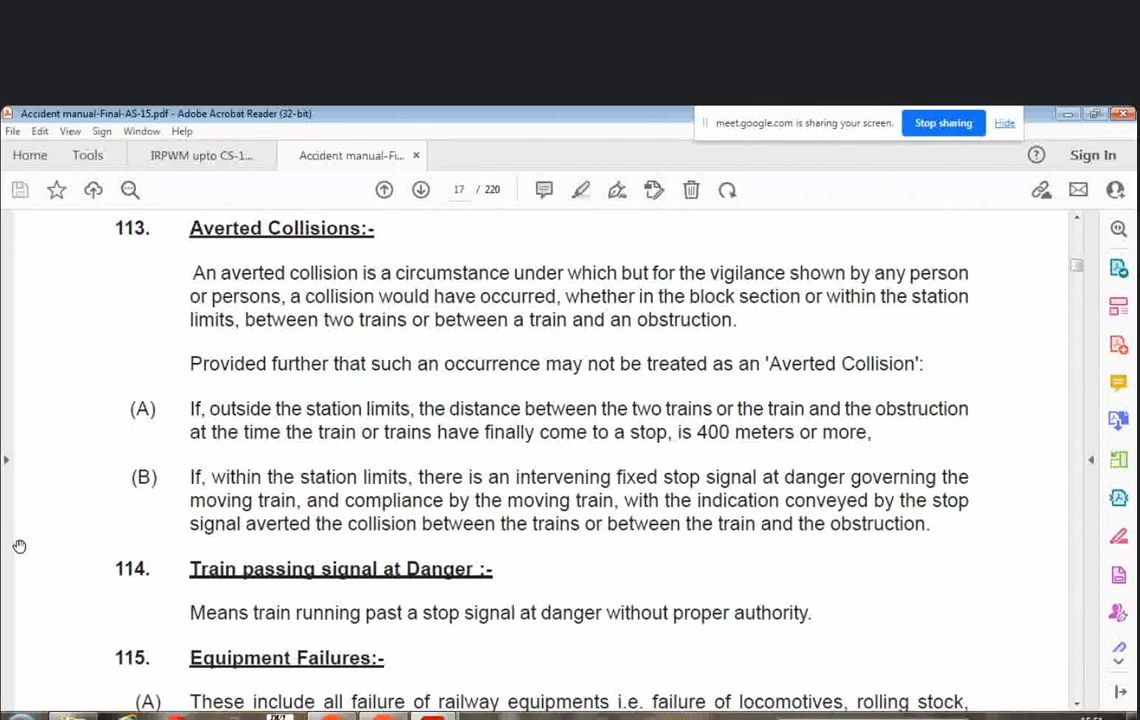 Accident manual-Final-AS-15.pdf - Adobe Acrobat Reader (32-bit)
meet.google.com is sharing your screen.
Stop sharing
Hide
File Edit View Sign Window Help
Home Tools IRPWM upto CS-1... Accident manual-Fi... × Sign In
17 / 220
113. Averted Collisions:-
An averted collision is a circumstance under which but for the vigilance shown by any person
or persons, a collision would have occurred, whether in the block section or within the station
limits, between two trains or between a train and an obstruction.
Provided further that such an occurrence may not be treated as an 'Averted Collision':
(A) If, outside the station limits, the distance between the two trains or the train and the obstruction
at the time the train or trains have finally come to a stop, is 400 meters or more,
(B) If, within the station limits, there is an intervening fixed stop signal at danger governing the
moving train, and compliance by the moving train, with the indication conveyed by the stop
signal averted the collision between the trains or between the train and the obstruction.
114. Train passing signal at Danger :-
Means train running past a stop signal at danger without proper authority.
115. Equipment Failures:-
(A) These include all failure of railway equipments i.e. failure of locomotives, rolling stock,